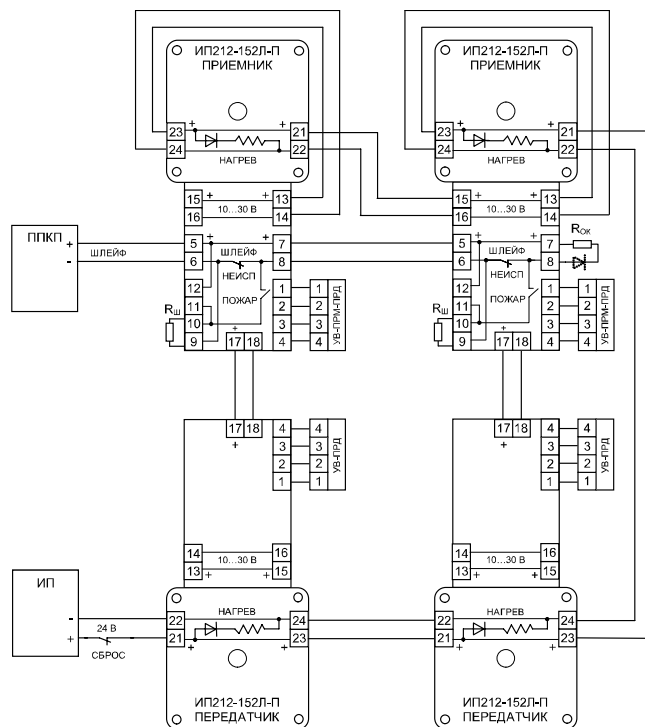 ИП212-152Л-П ИП212-152Л-П
ПРИЕМНИК ПРИЕМНИК
23 + + 21 23 + + 21
24 22 24 22
НАГРЕВ НАГРЕВ
15 + + 13 15 + + 13
16 10...30 В 14 16 10...30 В 14
ППКП
+ 5 + + 7 5 + + 7 Rок
ШЛЕЙФ ШЛЕЙФ ШЛЕЙФ
- 6 8 6 8
НЕИСП НЕИСП
12 ПОЖАР 1 1 12 ПОЖАР 1 1
11 2 2 11 2 2
Rш 10 3 3 Rш 10 3 3
9 + 4 4 9 + 4 4
17 18 17 18
УВ-ПРМ-ПРД УВ-ПРМ-ПРД
17 18 4 4 17 18 4 4
+ 3 3 + 3 3
2 2 2 2
1 1 1 1
УВ-ПРД УВ-ПРД
14 10...30 В 16 14 10...30 В 16
13 + + 15 13 + + 15
ИП
- 22 НАГРЕВ 24 22 НАГРЕВ 24
+ 24 В 21 + + 23 21 + + 23
СБРОС
ИП212-152Л-П ИП212-152Л-П
ПЕРЕДАТЧИК ПЕРЕДАТЧИК